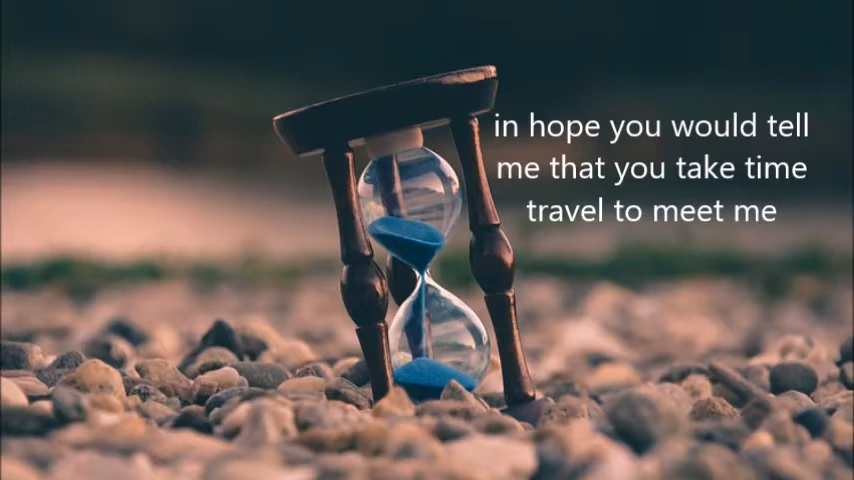 in hope you would tell
me that you take time
travel to meet me